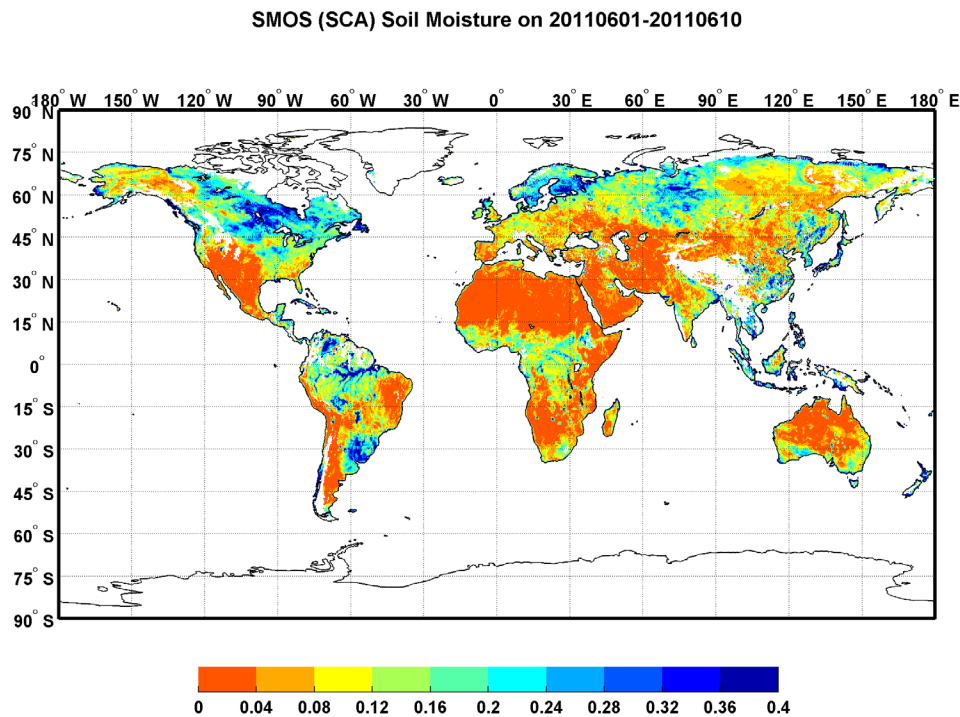 SMOS (SCA) Soil Moisture on 20110601-20110610
180° W 150° W 120° W 90° W 60° W 30° W 0° 30° E 60° E 90° E 120° E 150° E 180° E
90° N
75° N
60° N
45° N
30° N
15° N
0°
15° S
30° S
45° S
60° S
75° S
90° S
0 0.04 0.08 0.12 0.16 0.2 0.24 0.28 0.32 0.36 0.4